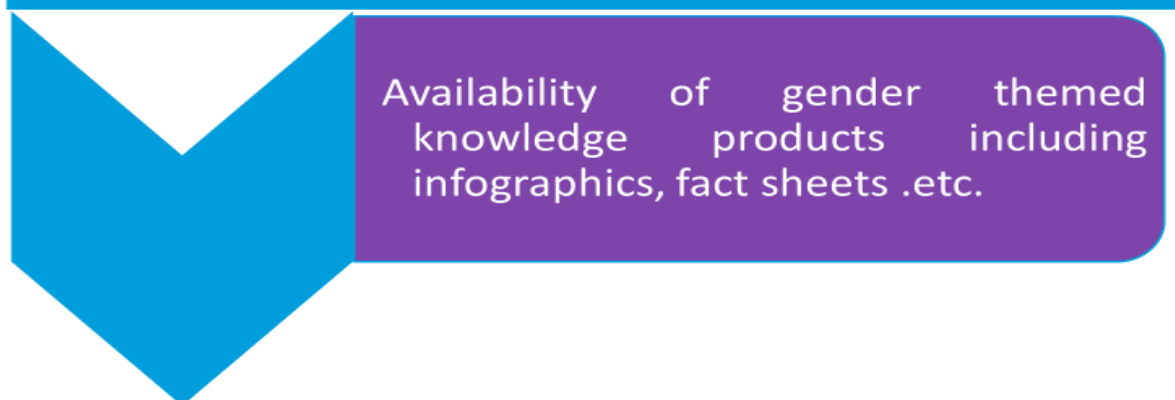 Availability of gender themed
knowledge products including
infographics, fact sheets .etc.